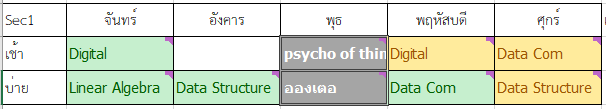 Sec1 จันทร์ อังคาร พุธ พฤหัสบดี ศุกร์
เช้า Digital psycho of thin Digital Data Com
บ่าย Linear Algebra Data Structure อองเตอ Data Com Data Structure